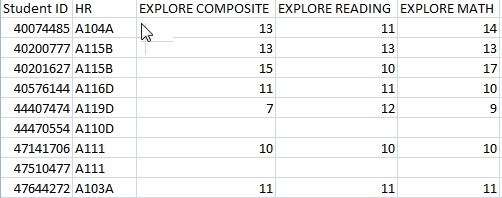 Student ID HR EXPLORE COMPOSITE EXPLORE READING EXPLORE MATH
40074485 A104A 13 11 14
40200777 A115B 13 13 13
40201627 A115B 15 10 17
40576144 A116D 11 11 10
44407474 A119D 7 12 9
44470554 A110D
47141706 A111 10 10 10
47510477 A111
47644272 A103A 11 11 11